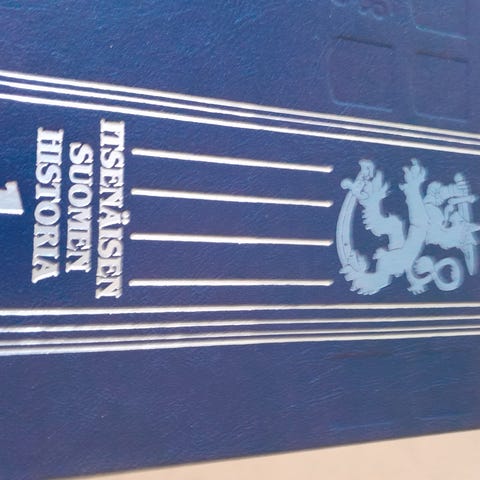 ITSENÄISEN
SUOMEN
HISTORIA
1